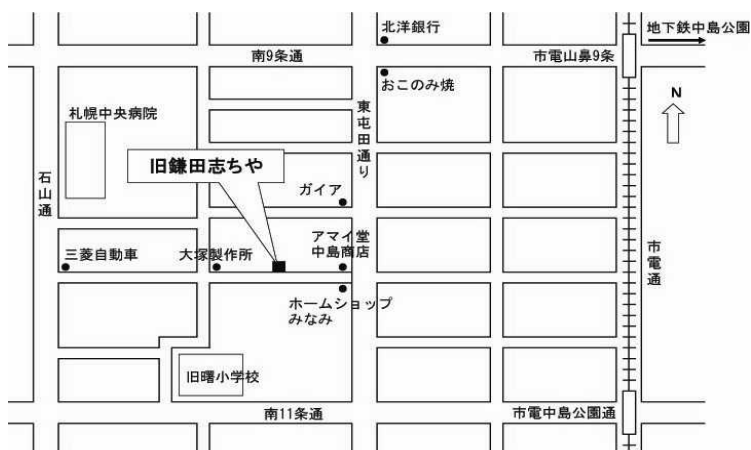 北洋銀行
地下鉄中島公園
南9条通
市電山鼻9条
おこのみ焼
N
札幌中央病院
東屯田通り
旧鎌田志ちや
石山通
ガイア
市電通
アマイ堂
中島商店
三菱自動車
大塚製作所
ホームショップ
みなみ
旧曙小学校
南11条通
市電中島公園通